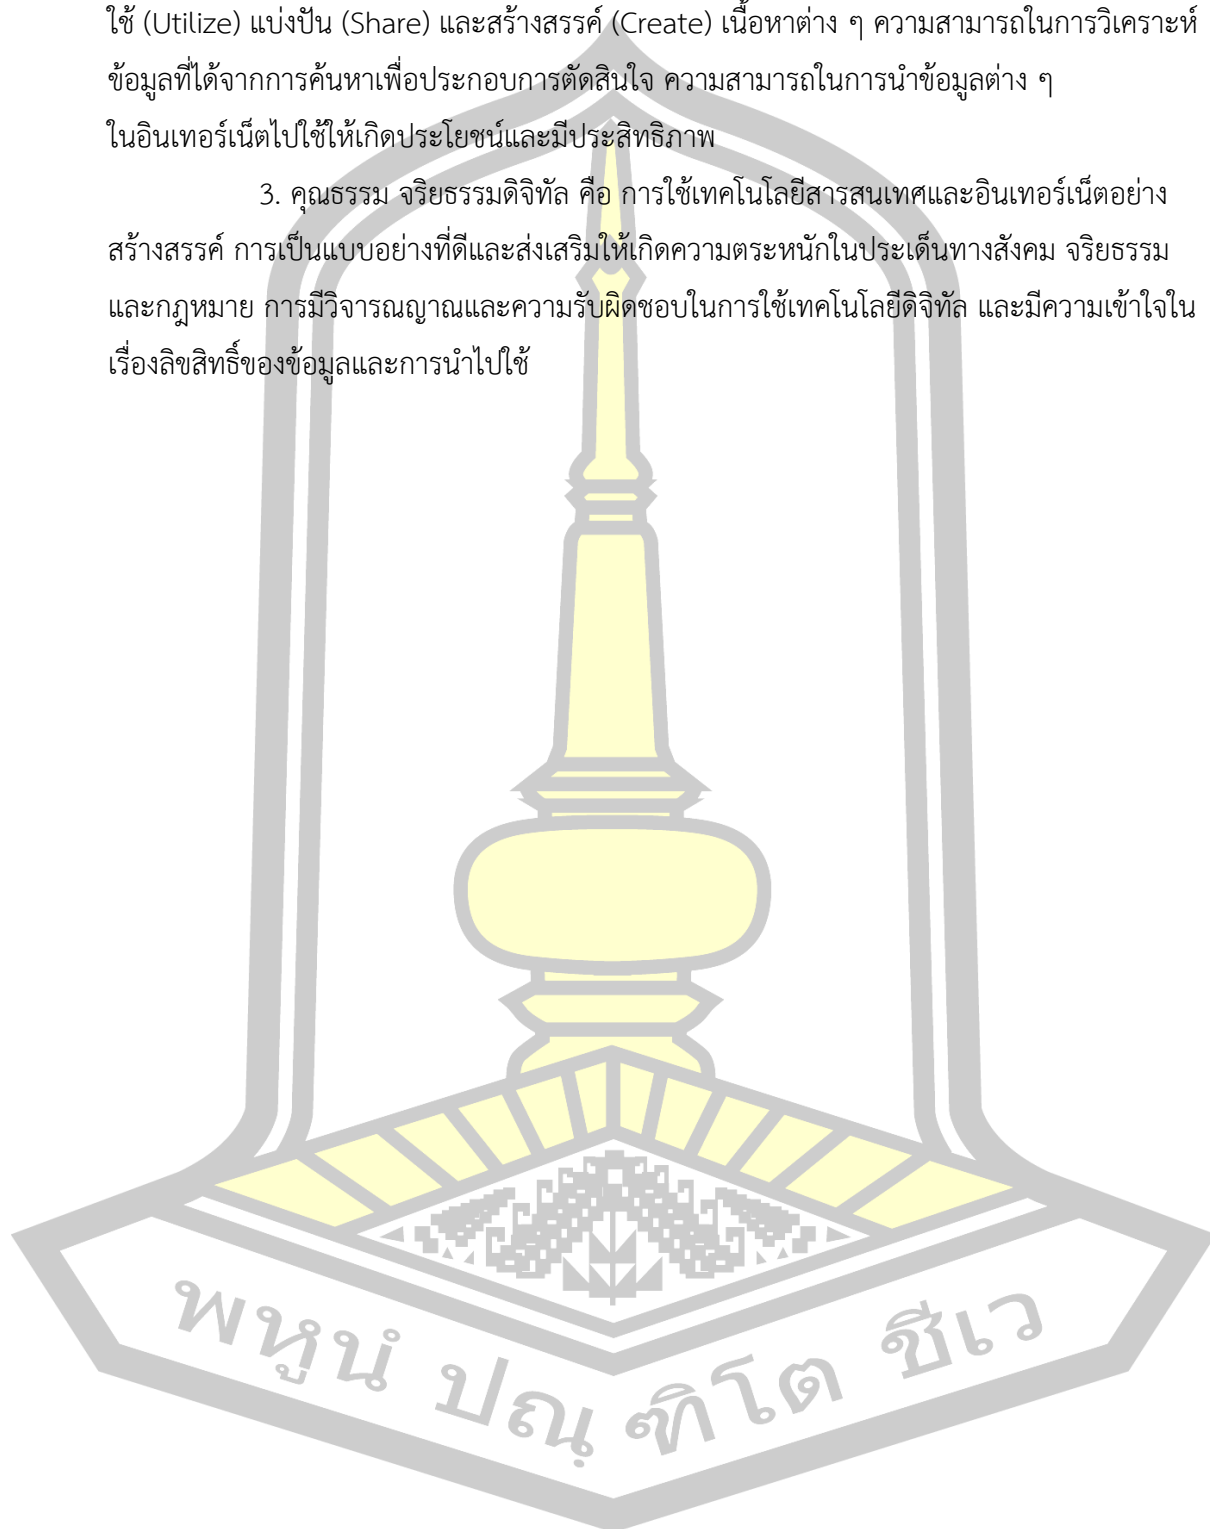 ใช้ (Utilize) แบ่งปัน (Share) และสร้างสรรค์ (Create) เนื้อหาต่าง ๆ ความสามารถในการวิเคราะห์
ข้อมูลที่ได้จากการค้นหาเพื่อประกอบการตัดสินใจ ความสามารถในการนำข้อมูลต่าง ๆ
ในอินเทอร์เน็ตไปใช้ให้เกิดประโยชน์และมีประสิทธิภาพ
3. คุณธรรม จริยธรรมดิจิทัล คือ การใช้เทคโนโลยีสารสนเทศและอินเทอร์เน็ตอย่าง
สร้างสรรค์ การเป็นแบบอย่างที่ดีและส่งเสริมให้เกิดความตระหนักในประเด็นทางสังคม จริยธรรม
และกฎหมาย การมีวิจารณญาณและความรับผิดชอบในการใช้เทคโนโลยีดิจิทัล และมีความเข้าใจใน
เรื่องลิขสิทธิ์ของข้อมูลและการนำไปใช้
พหูนํ ปณฺฑิโต ชีเว